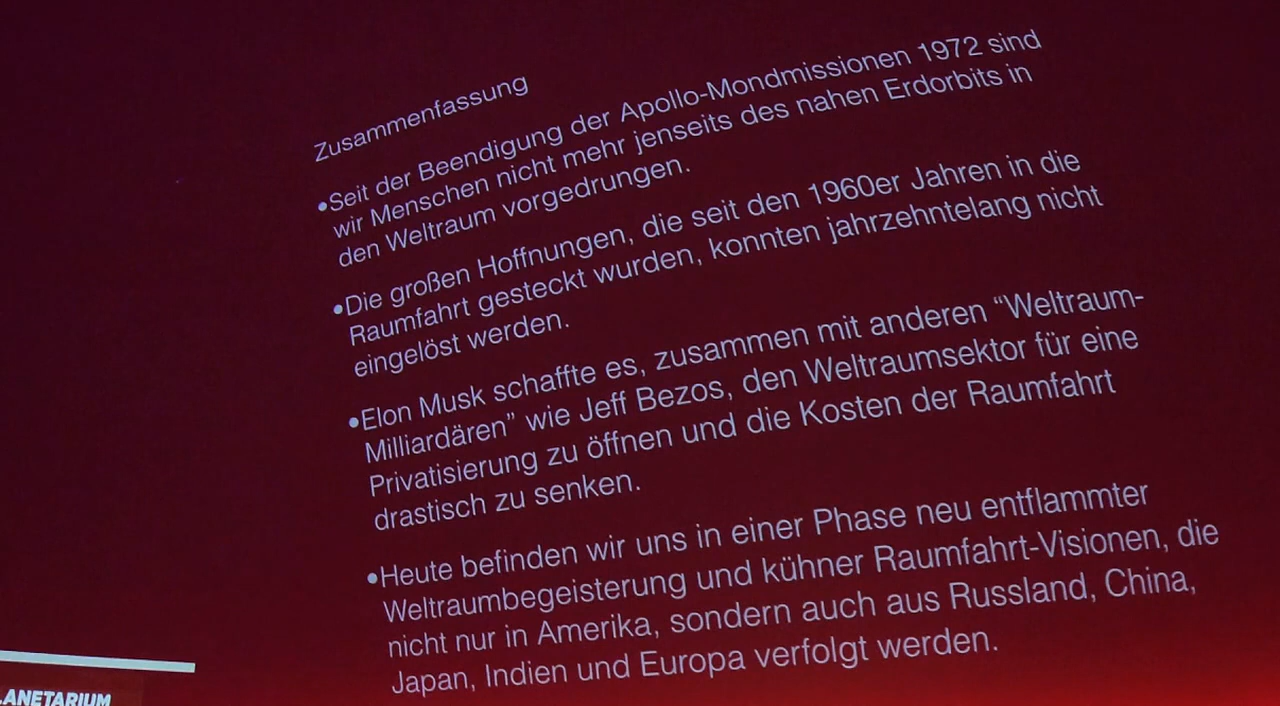 Zusammenfassung
•Seit der Beendigung der Apollo-Mondmissionen 1972 sind
wir Menschen nicht mehr jenseits des nahen Erdorbits in
den Weltraum vorgedrungen.
•Die großen Hoffnungen, die seit den 1960er Jahren in die
Raumfahrt gesteckt wurden, konnten jahrzehntelang nicht
eingelöst werden.
•Elon Musk schaffte es, zusammen mit anderen “Weltraum-
Milliardären” wie Jeff Bezos, den Weltraumsektor für eine
Privatisierung zu öffnen und die Kosten der Raumfahrt
drastisch zu senken.
•Heute befinden wir uns in einer Phase neu entflammter
Weltraumbegeisterung und kühner Raumfahrt-Visionen, die
nicht nur in Amerika, sondern auch aus Russland, China,
Japan, Indien und Europa verfolgt werden.
LANETARIUM